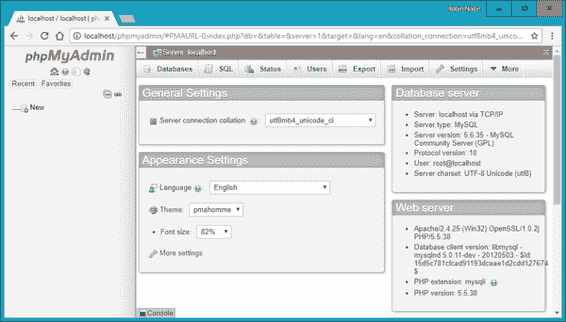 Robin Nixon
localhost / localhost | p
localhost/phpmyadmin/#PMAURL-0:index.php?db=&table=&server=1&target=&lang=en&collation_connection=utf8mb4_unico...
phpMyAdmin
Recent Favorites
New
Server: localhost
Databases SQL Status Users Export Import Settings More
General Settings
Server connection collation utf8mb4_unicode_ci
Appearance Settings
Language : English
Theme: pmahomme
Font size: 82%
More settings
Database server
Server: localhost via TCP/IP
Server type: MySQL
Server version: 5.6.35 - MySQL
Community Server (GPL)
Protocol version: 10
User: root@localhost
Server charset: UTF-8 Unicode (utf8)
Web server
Apache/2.4.25 (Win32) OpenSSL/1.0.2j
PHP/5.5.38
Database client version: libmysql -
mysqlnd 5.0.11-dev - 20120503 - $Id:
15d5c781cfcad91193dceae1d2cdd127674
$
PHP extension: mysqli
PHP version: 5.5.38
Console